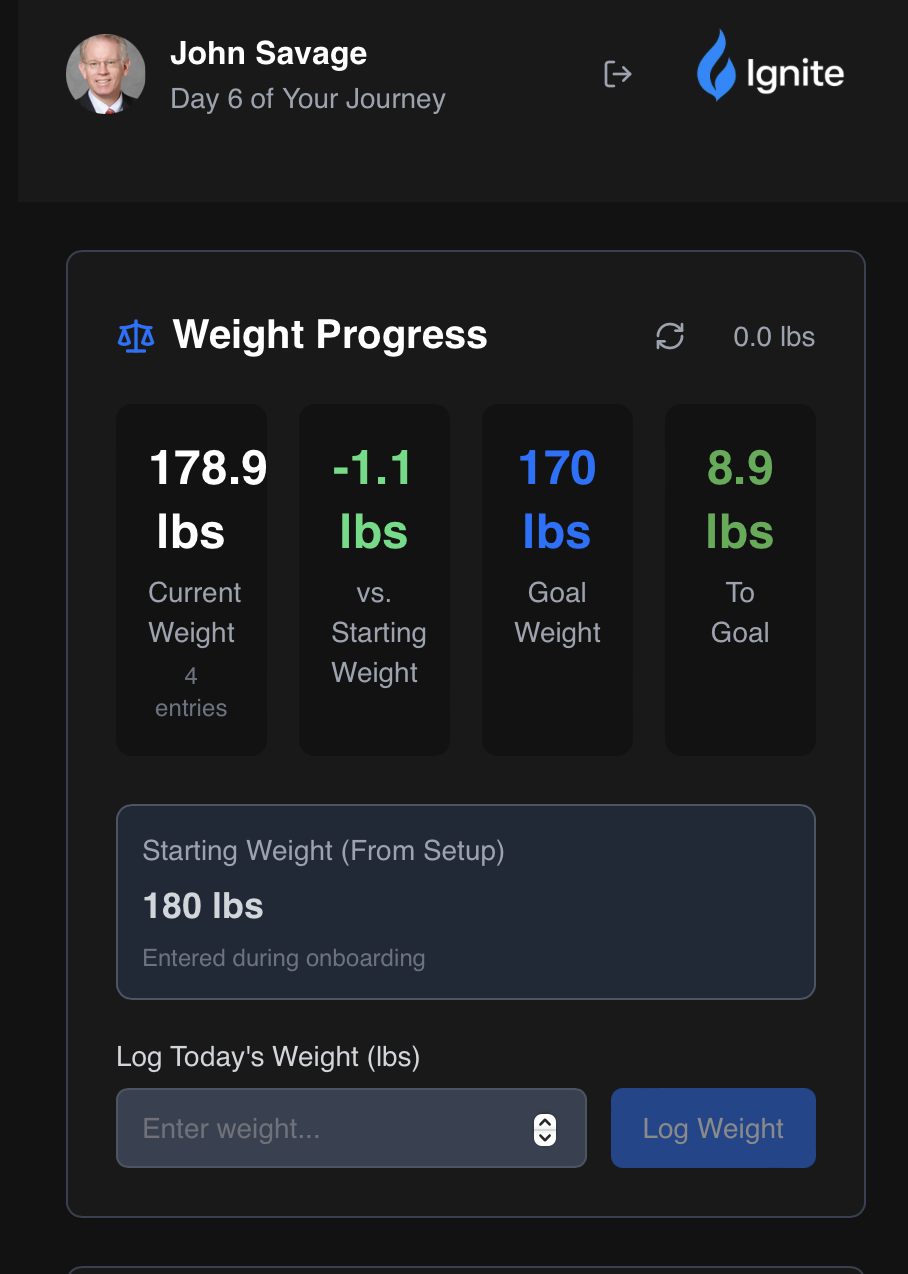 John Savage
Day 6 of Your Journey
Ignite
Weight Progress
0.0 lbs
178.9
lbs
Current
Weight
4
entries
-1.1
lbs
vs.
Starting
Weight
170
lbs
Goal
Weight
8.9
lbs
To
Goal
Starting Weight (From Setup)
180 lbs
Entered during onboarding
Log Today's Weight (lbs)
Enter weight...
Log Weight